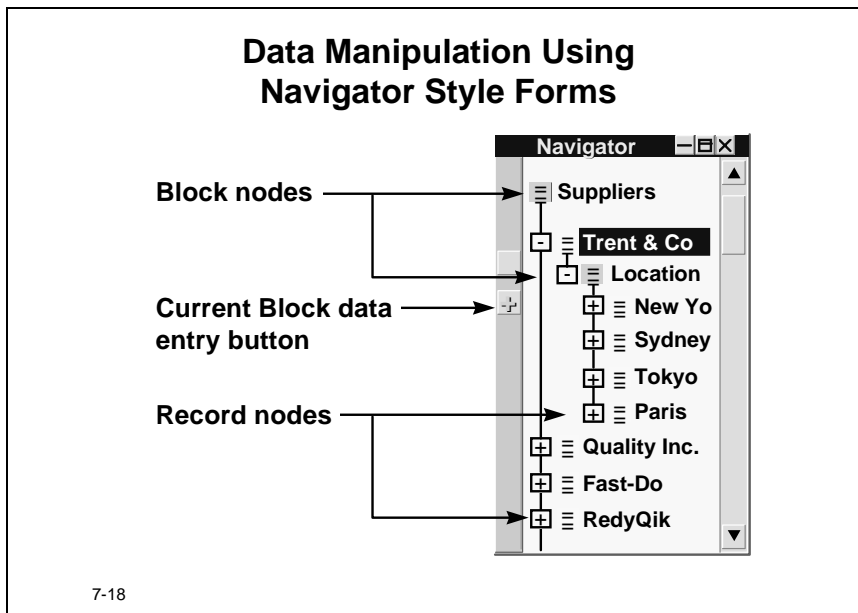 Data Manipulation Using
Navigator Style Forms
Navigator
Block nodes
Suppliers
Trent & Co
Location
Current Block data
entry button
New Yo
Sydney
Tokyo
Record nodes
Paris
Quality Inc.
Fast-Do
RedyQik
7-18